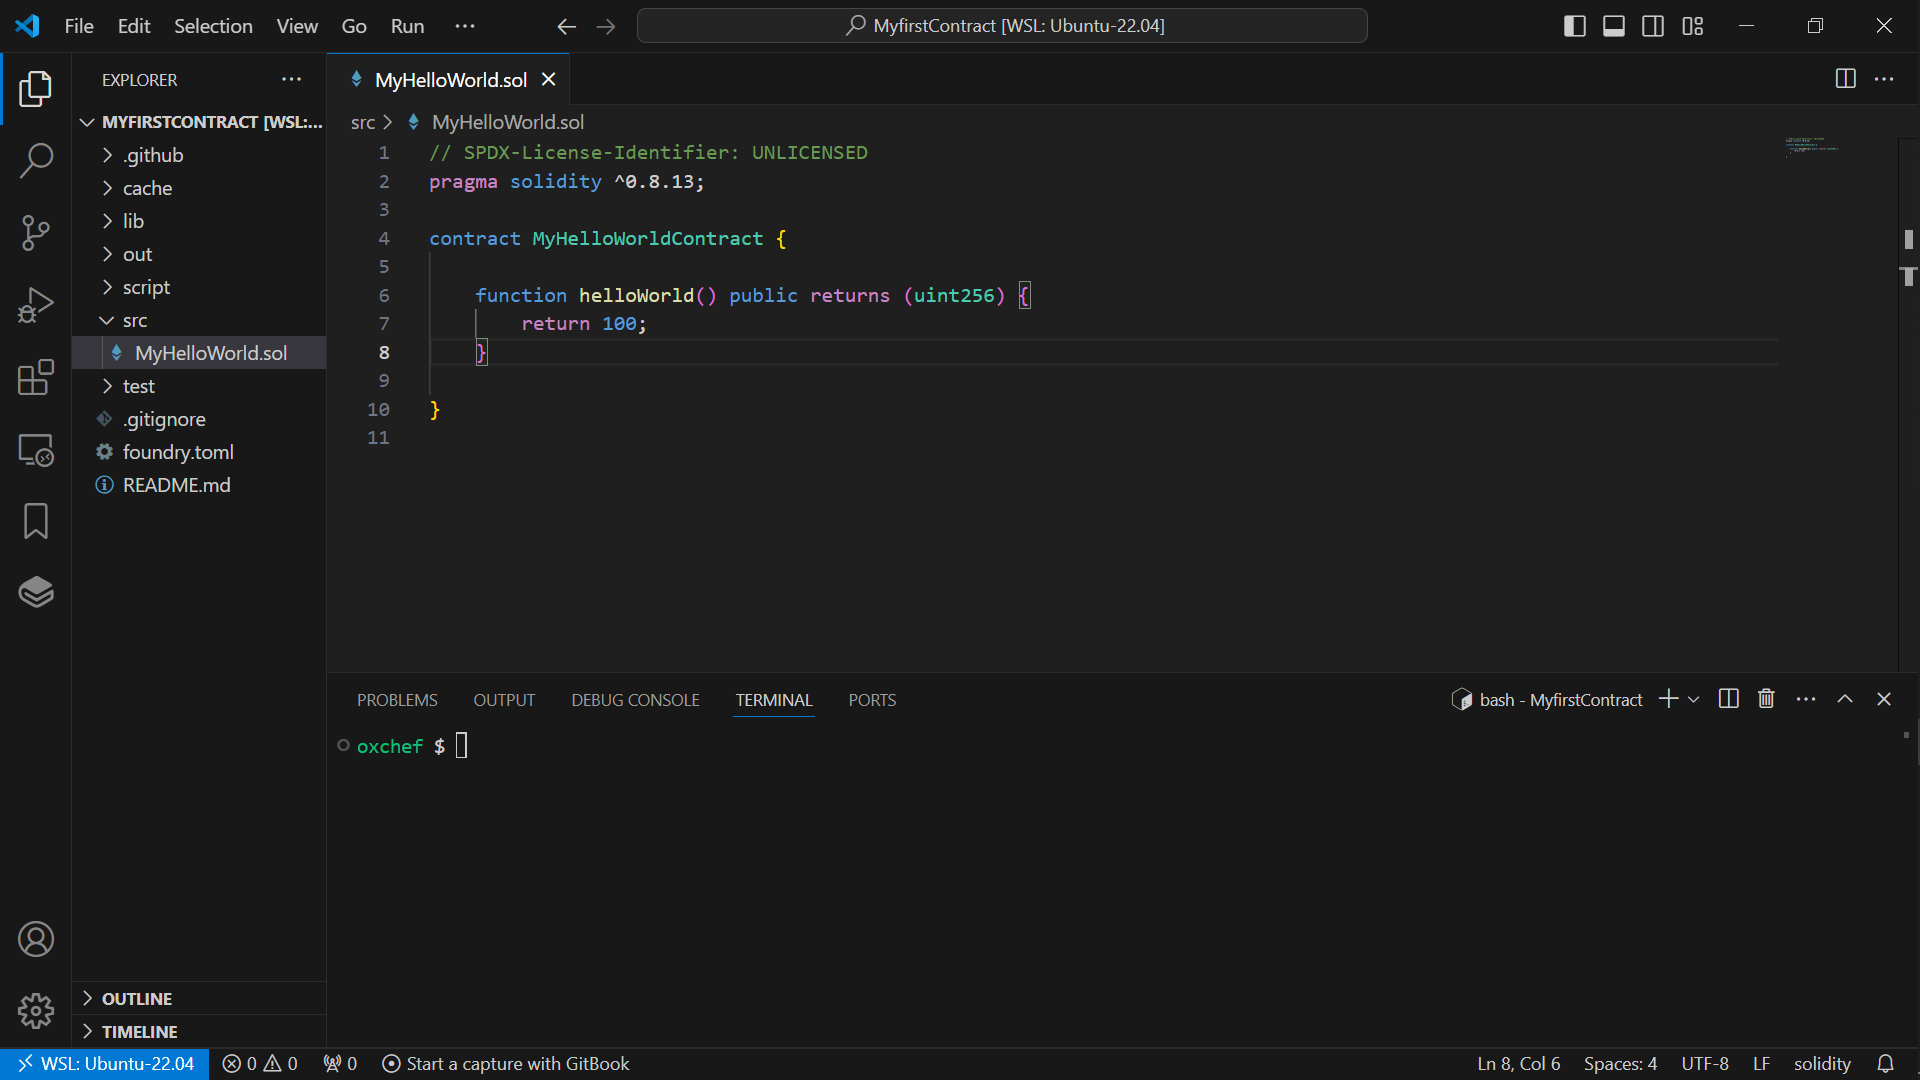 File Edit Selection View Go Run ··· MyfirstContract [WSL: Ubuntu-22.04]
EXPLORER ···
MYFIRSTCONTRACT [WSL:...
.github
cache
lib
out
script
src
MyHelloWorld.sol
test
.gitignore
foundry.toml
README.md
OUTLINE
TIMELINE
MyHelloWorld.sol
src > MyHelloWorld.sol
1 // SPDX-License-Identifier: UNLICENSED
2 pragma solidity ^0.8.13;
3
4 contract MyHelloWorldContract {
5
6 function helloWorld() public returns (uint256) {
7 return 100;
8 }
9
10 }
11
PROBLEMS OUTPUT DEBUG CONSOLE TERMINAL PORTS bash - MyfirstContract
oxchef $
WSL: Ubuntu-22.04 0 0 0 Start a capture with GitBook Ln 8, Col 6 Spaces: 4 UTF-8 LF solidity